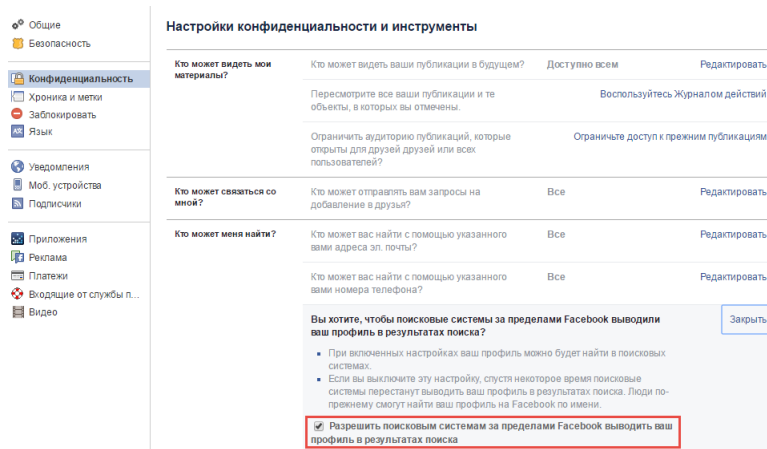 Общие
Безопасность
Конфиденциальность
Хроника и метки
Заблокировать
Язык
Уведомления
Моб. устройства
Подписчики
Приложения
Реклама
Платежи
Входящие от службы п...
Видео
Настройки конфиденциальности и инструменты
Кто может видеть мои
материалы?
Кто может видеть ваши публикации в будущем?
Доступно всем
Редактировать
Пересмотрите все ваши публикации и те
объекты, в которых вы отмечены.
Воспользуйтесь Журналом действий
Ограничить аудиторию публикаций, которые
открыты для друзей друзей или всех
пользователей?
Ограничьте доступ к прежним публикациям
Кто может связаться со
мной?
Кто может отправлять вам запросы на
добавление в друзья?
Все
Редактировать
Кто может меня найти?
Кто может вас найти с помощью указанного
вами адреса эл. почты?
Все
Редактировать
Кто может вас найти с помощью указанного
вами номера телефона?
Все
Редактировать
Вы хотите, чтобы поисковые системы за пределами Facebook выводили
ваш профиль в результатах поиска?
Закрыть
При включенных настройках ваш профиль можно будет найти в поисковых
системах.
Если вы выключите эту настройку, спустя некоторое время поисковые
системы перестанут выводить ваш профиль в результатах поиска. Люди по-
прежнему смогут найти ваш профиль на Facebook по имени.
Разрешить поисковым системам за пределами Facebook выводить ваш
профиль в результатах поиска